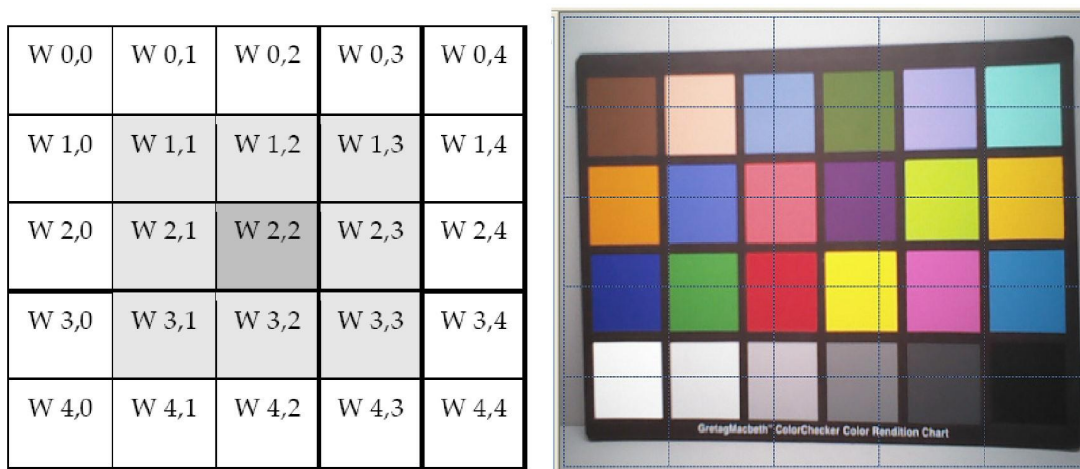 W 0,0 W 0,1 W 0,2 W 0,3 W 0,4
W 1,0 W 1,1 W 1,2 W 1,3 W 1,4
W 2,0 W 2,1 W 2,2 W 2,3 W 2,4
W 3,0 W 3,1 W 3,2 W 3,3 W 3,4
W 4,0 W 4,1 W 4,2 W 4,3 W 4,4
GretagMacbeth™ ColorChecker Color Rendition Chart